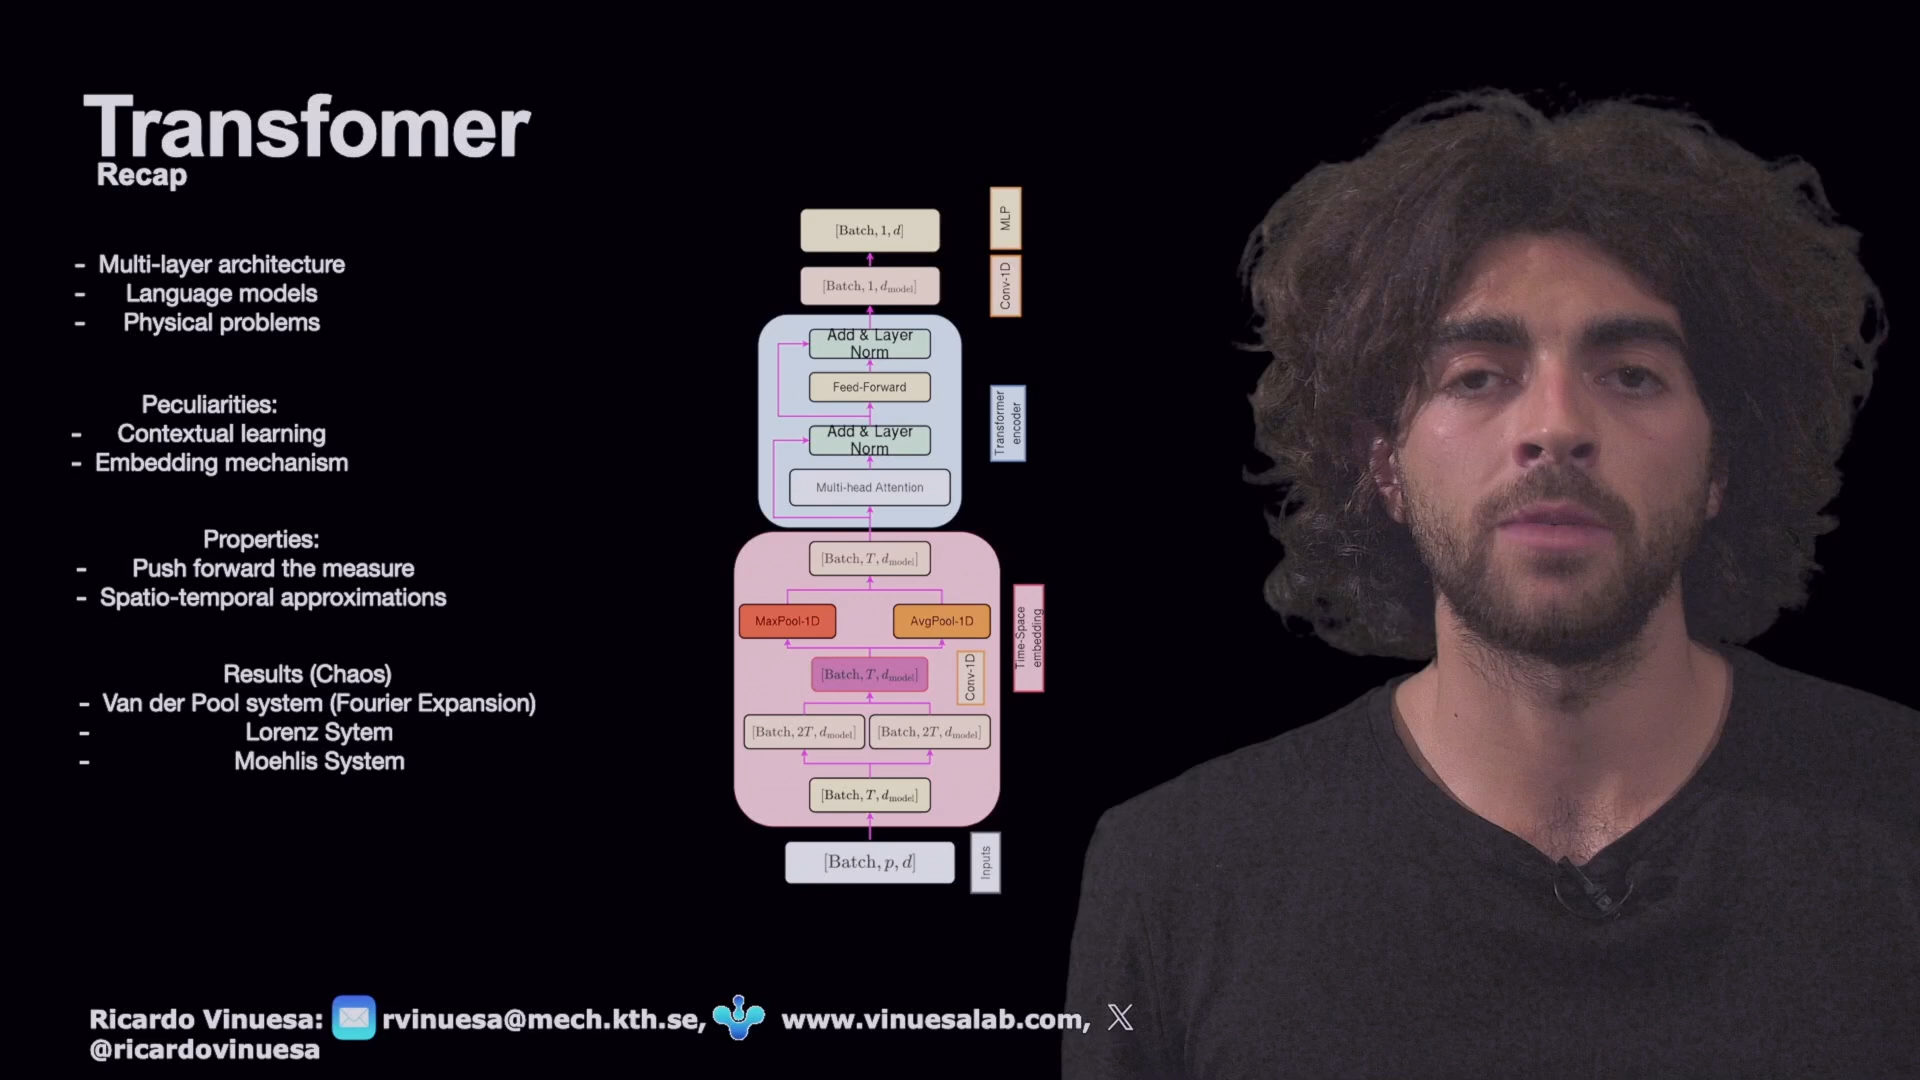 Transfomer
Recap
- Multi-layer architecture
- Language models
- Physical problems
Peculiarities:
- Contextual learning
- Embedding mechanism
Properties:
- Push forward the measure
- Spatio-temporal approximations
Results (Chaos)
- Van der Pool system (Fourier Expansion)
- Lorenz Sytem
- Moehlis System
[Batch, 1, d]
MLP
[Batch, 1, d_model]
Conv-1D
Add & Layer
Norm
Feed-Forward
Add & Layer
Norm
Multi-head Attention
Transformer
encoder
[Batch, T, d_model]
MaxPool-1D
AvgPool-1D
Time-Space
embedding
[Batch, T, d_model]
Conv-1D
[Batch, 2T, d_model]
[Batch, 2T, d_model]
[Batch, T, d_model]
[Batch, p, d]
Inputs
Ricardo Vinuesa: rvinuesa@mech.kth.se, www.vinuesalab.com, 𝕏
@ricardovinuesa